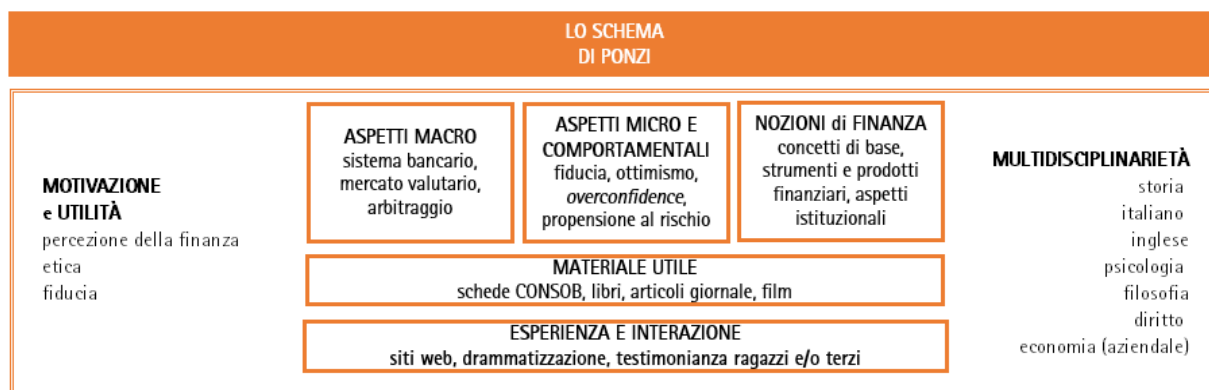 LO SCHEMA
DI PONZI
MOTIVAZIONE
e UTILITÀ
percezione della finanza
etica
fiducia
ASPETTI MACRO
sistema bancario,
mercato valutario,
arbitraggio
ASPETTI MICRO E
COMPORTAMENTALI
fiducia, ottimismo,
overconfidence,
propensione al rischio
NOZIONI di FINANZA
concetti di base,
strumenti e prodotti
finanziari, aspetti
istituzionali
MATERIALE UTILE
schede CONSOB, libri, articoli giornale, film
ESPERIENZA E INTERAZIONE
siti web, drammatizzazione, testimonianza ragazzi e/o terzi
MULTIDISCIPLINARIETÀ
storia
italiano
inglese
psicologia
filosofia
diritto
economia (aziendale)